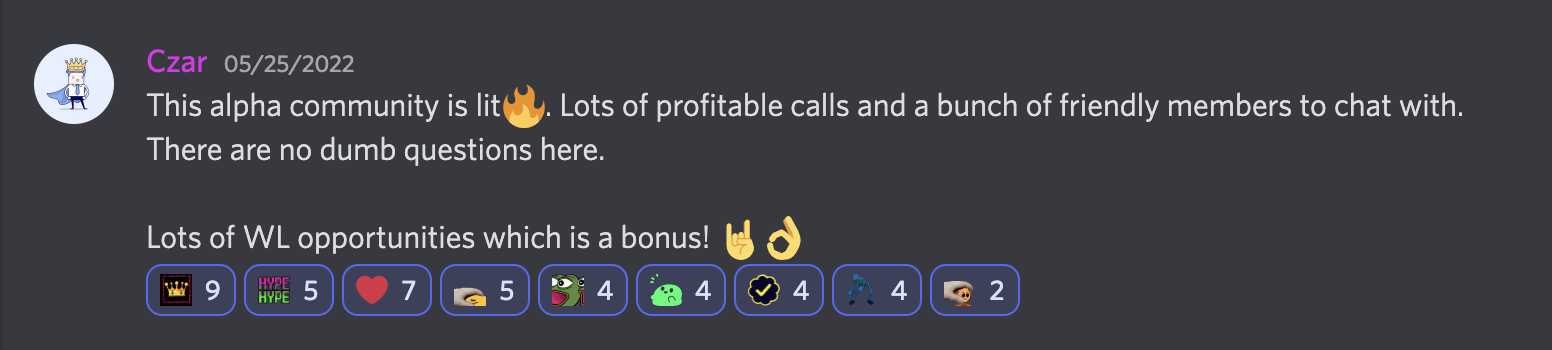 Czar 05/25/2022
This alpha community is lit🔥. Lots of profitable calls and a bunch of friendly members to chat with.
There are no dumb questions here.
Lots of WL opportunities which is a bonus! 🤘👌
HYPE
HYPE
9 5 7 5 4 4 4 4 2